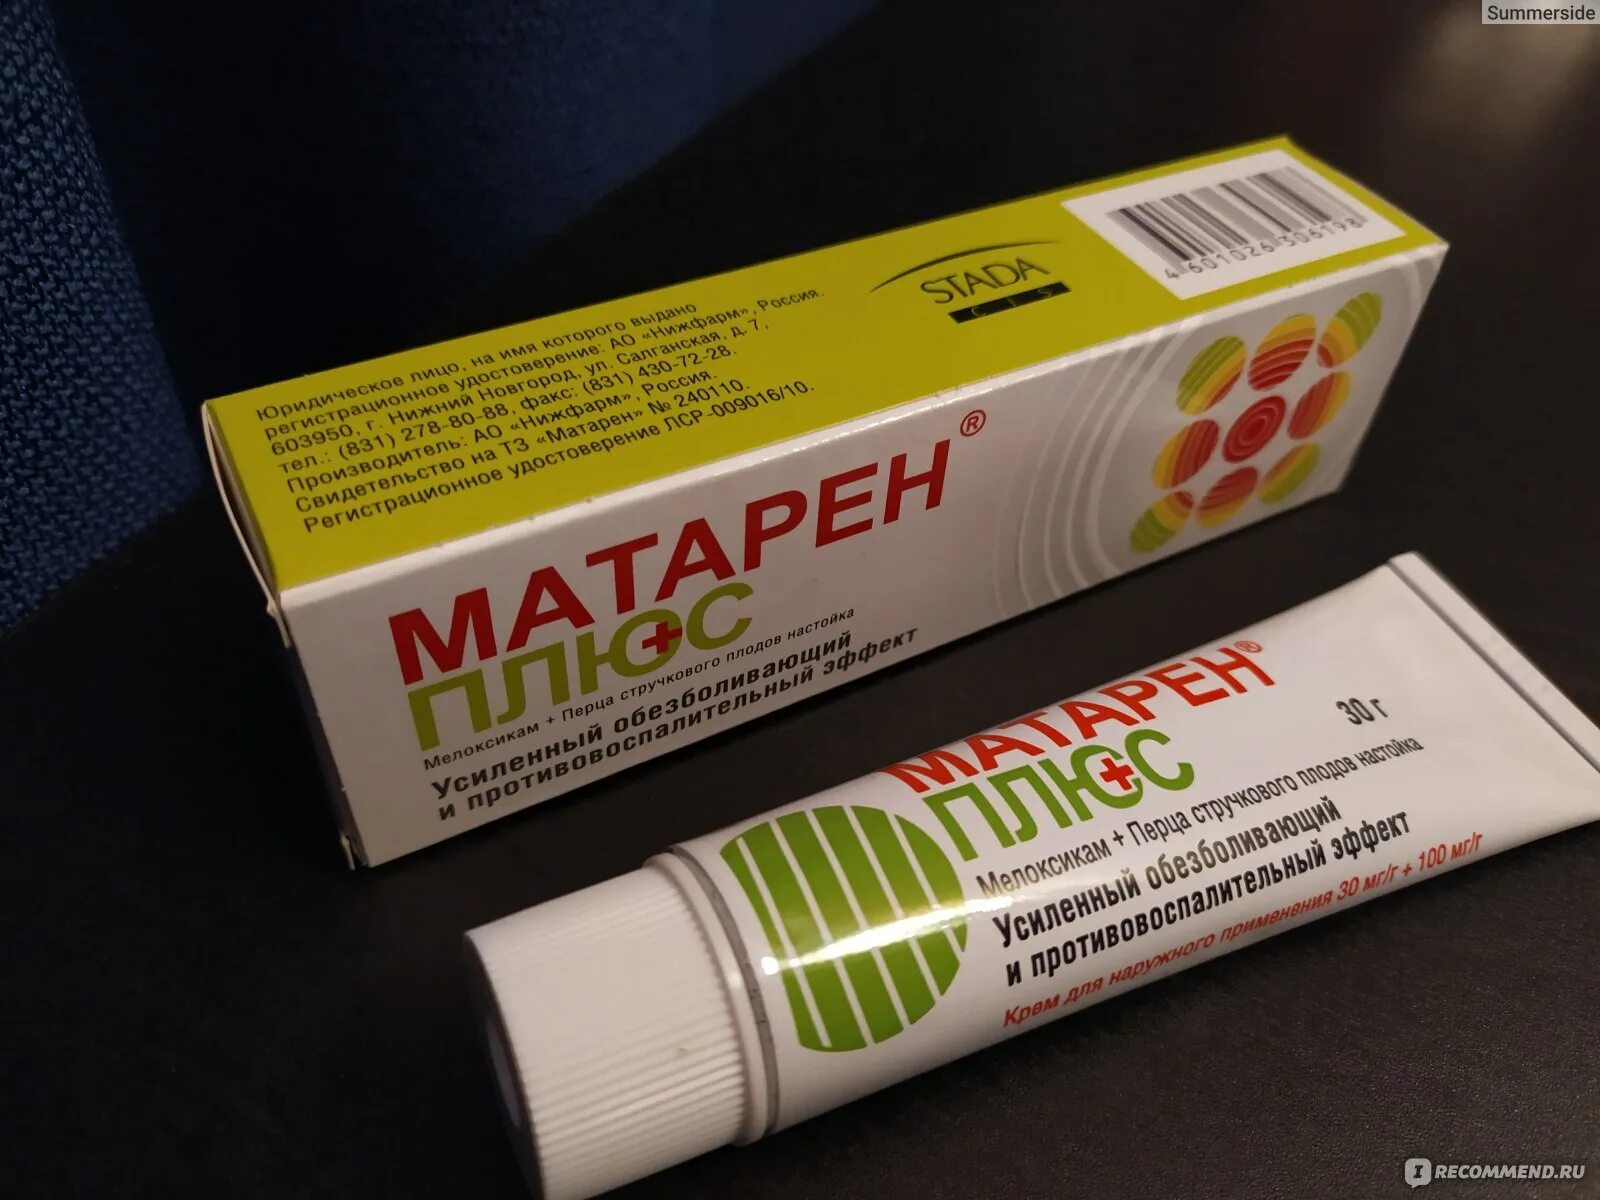 Summerside
4 601026 306198
STADA
CIS
Юридическое лицо, на имя которого выдано
регистрационное удостоверение: АО «Нижфарм», Россия.
603950, г. Нижний Новгород, ул. Салганская, д. 7,
тел.: (831) 278-80-88, факс: (831) 430-72-28.
Производитель: АО «Нижфарм», Россия.
Свидетельство на ТЗ «Матарен» № 240110.
Регистрационное удостоверение ЛСР-009016/10.
МАТАРЕН®
ПЛЮС
Мелоксикам + Перца стручкового плодов настойка
Усиленный обезболивающий
и противовоспалительный эффект
МАТАРЕН®
ПЛЮС
30 г
Мелоксикам + Перца стручкового плодов настойка
Усиленный обезболивающий
и противовоспалительный эффект
Крем для наружного применения 30 мг/г + 100 мг/г
IRECOMMEND.RU